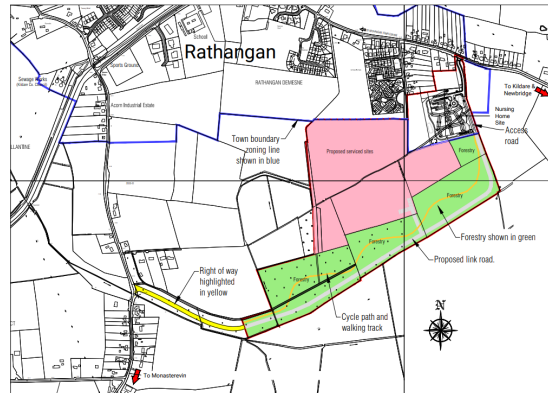 School
Rathangan
Sports Ground
Sewage Works
RATHANGAN DEMESNE
To Kildare &
Newbridge
Acorn Industrial Estate
Nursing
Home
Site
Access
road
Town boundary
zoning line
shown in blue
Proposed serviced sites
Forestry
Forestry
Forestry
Forestry
Forestry shown in green
Proposed link road.
Right of way
highlighted
in yellow
Cycle path and
walking track
N
To Monasterevin